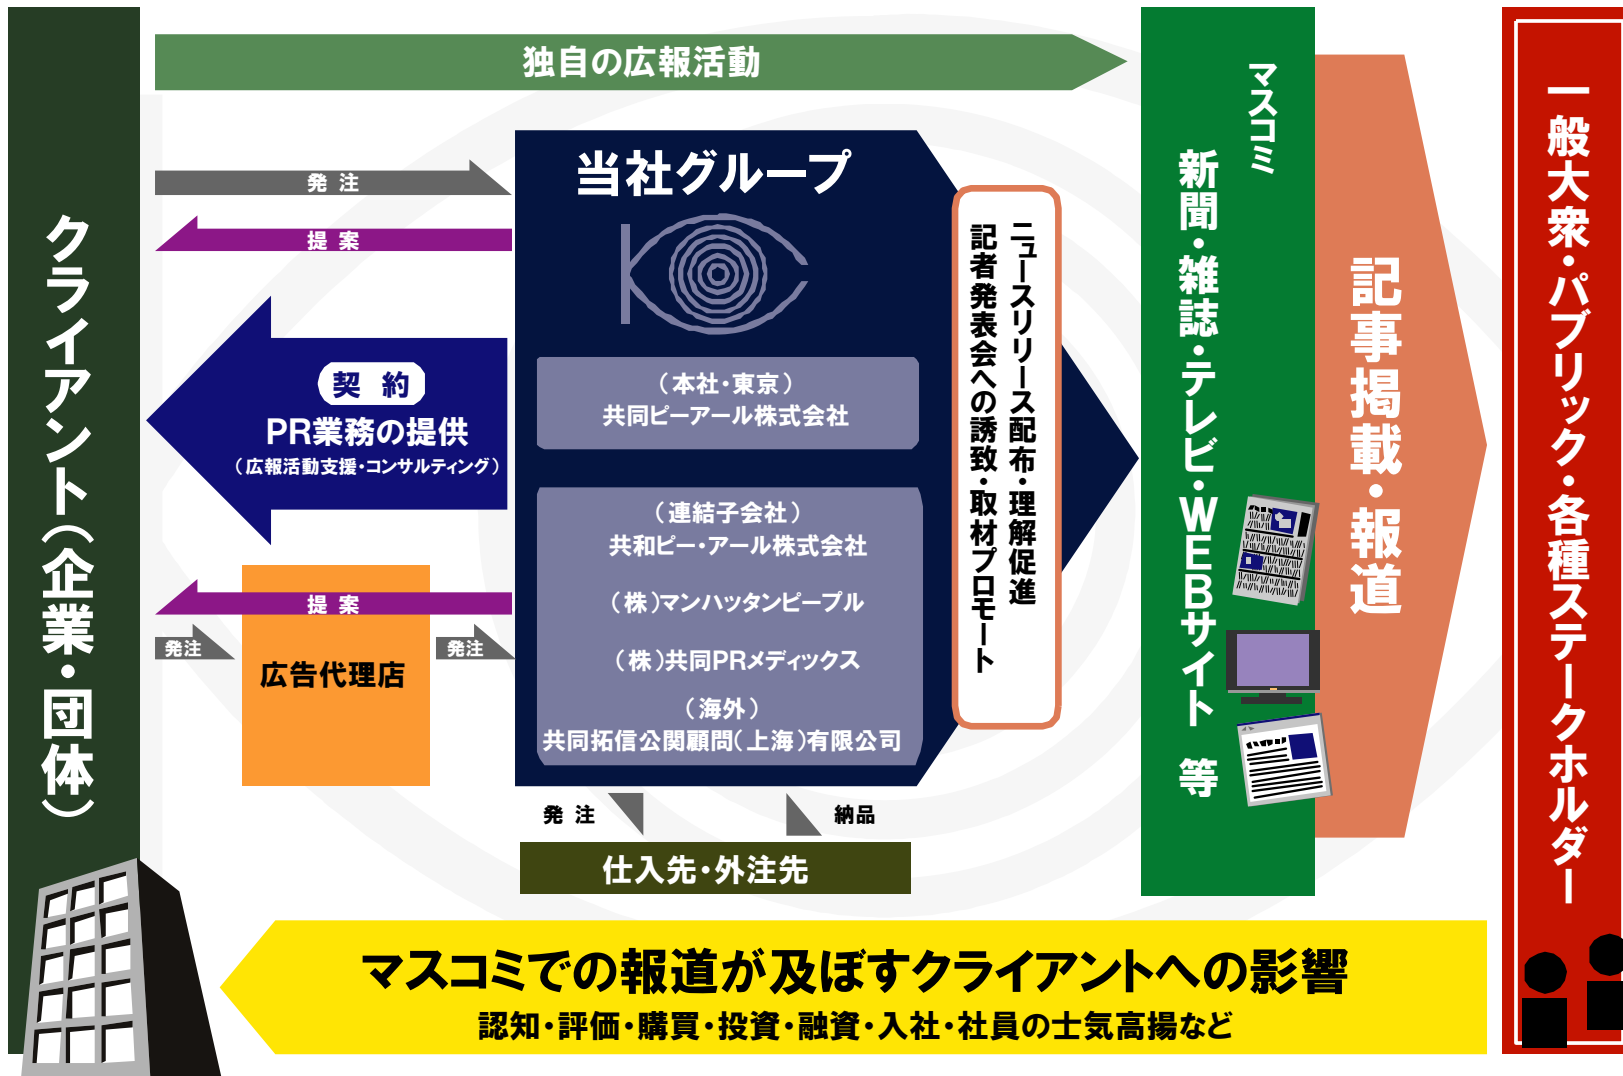 クライアント（企業・団体）
独自の広報活動
発 注
提 案
契 約
PR業務の提供
（広報活動支援・コンサルティング）
提 案
発注
広告代理店
発注
当社グループ
（本社・東京）
共同ピーアール株式会社
（連結子会社）
共和ピー・アール株式会社
（株）マンハッタンピープル
（株）共同PRメディックス
（海外）
共同拓信公関顧問（上海）有限公司
ニュースリリース配布・理解促進
記者発表会への誘致・取材プロモート
発 注
納品
仕入先・外注先
マスコミ
新聞・雑誌・テレビ・WEBサイト 等
記事掲載・報道
一般大衆・パブリック・各種ステークホルダー
マスコミでの報道が及ぼすクライアントへの影響
認知・評価・購買・投資・融資・入社・社員の士気高揚など